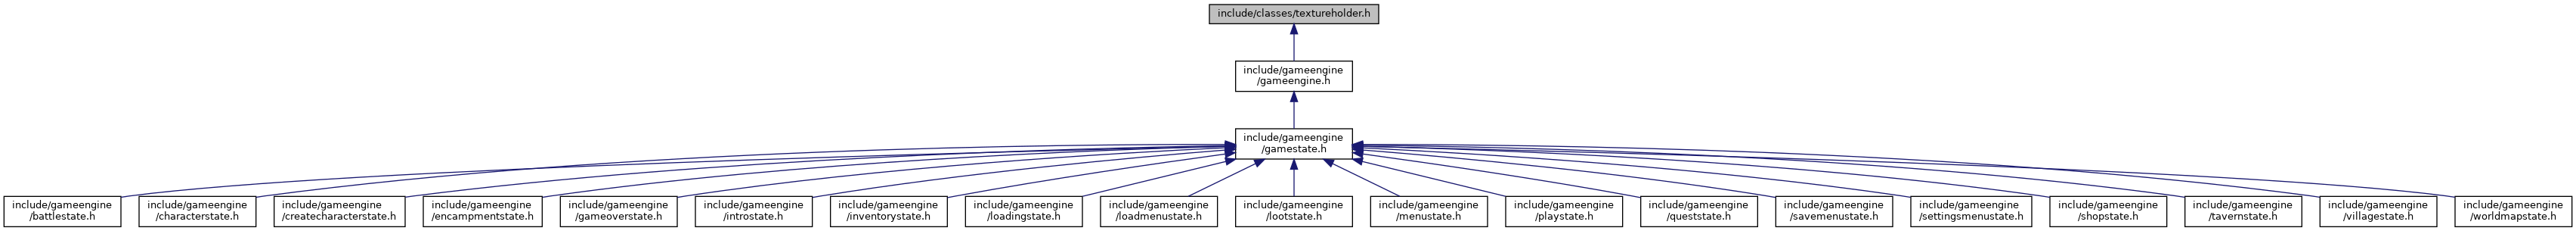 include/classes/textureholder.h
include/gameengine
/gameengine.h
include/gameengine
/gamestate.h
include/gameengine
/battlestate.h
include/gameengine
/characterstate.h
include/gameengine
/createcharacterstate.h
include/gameengine
/encampmentstate.h
include/gameengine
/gameoverstate.h
include/gameengine
/introstate.h
include/gameengine
/inventorystate.h
include/gameengine
/loadingstate.h
include/gameengine
/loadmenustate.h
include/gameengine
/lootstate.h
include/gameengine
/menustate.h
include/gameengine
/playstate.h
include/gameengine
/queststate.h
include/gameengine
/savemenustate.h
include/gameengine
/settingsmenustate.h
include/gameengine
/shopstate.h
include/gameengine
/tavernstate.h
include/gameengine
/villagestate.h
include/gameengine
/worldmapstate.h